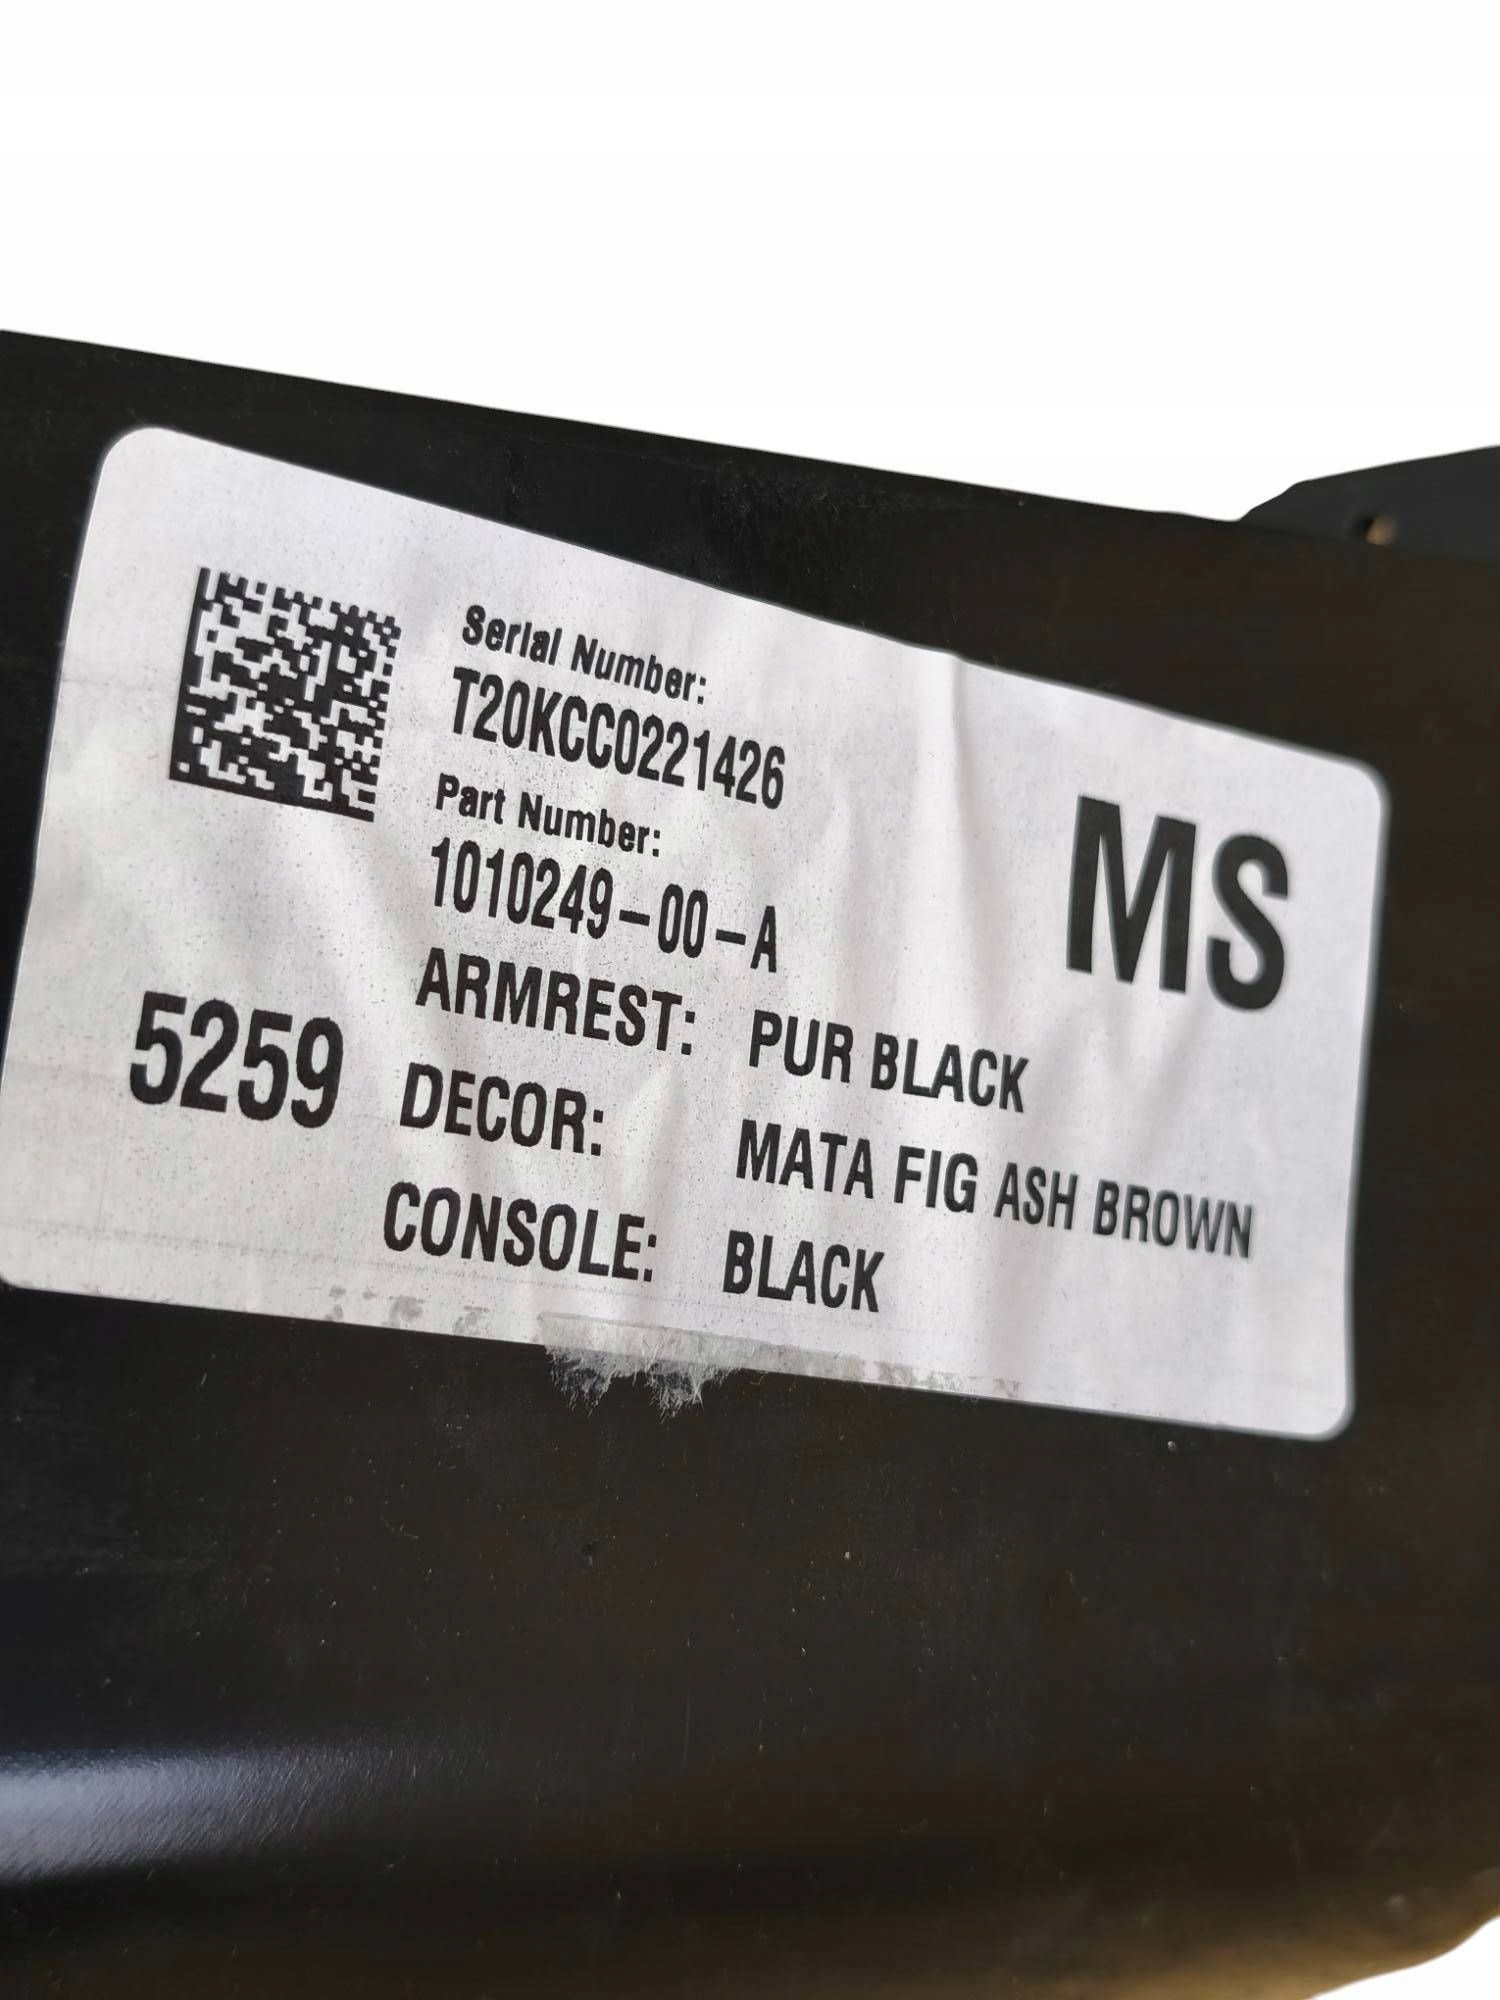 Serial Number:
T20KCC0221426
Part Number:
1010249-00-A
MS
5259
ARMREST: PUR BLACK
DECOR: MATA FIG ASH BROWN
CONSOLE: BLACK